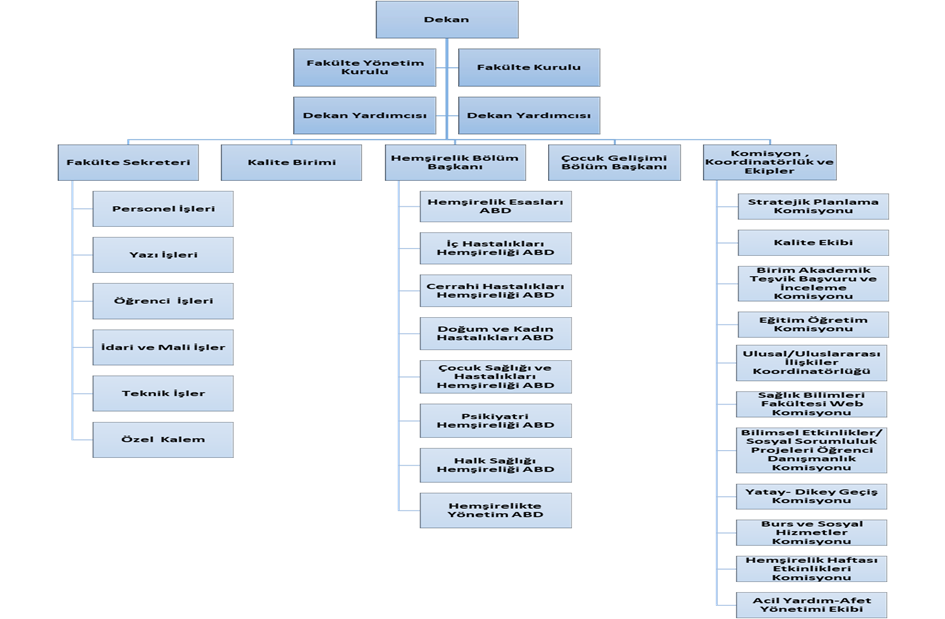 Dekan
Fakülte Yönetim
Kurulu
Fakülte Kurulu
Dekan Yardımcısı
Dekan Yardımcısı
Fakülte Sekreteri
Kalite Birimi
Hemşirelik Bölüm
Başkanı
Çocuk Gelişimi
Bölüm Başkanı
Komisyon ,
Koordinatörlük ve
Ekipler
Personel İşleri
Yazı İşleri
Öğrenci  İşleri
İdari ve Mali İşler
Teknik İşler
Özel  Kalem
Hemşirelik Esasları
ABD
İç Hastalıkları
Hemşireliği ABD
Cerrahi Hastalıkları
Hemşireliği ABD
Doğum ve Kadın
Hastalıkları ABD
Çocuk Sağlığı ve
Hastalıkları
Hemşireliği ABD
Psikiyatri
Hemşireliği ABD
Halk Sağlığı
Hemşireliği ABD
Hemşirelikte
Yönetim ABD
Stratejik Planlama
Komisyonu
Kalite Ekibi
Birim Akademik
Teşvik Başvuru ve
İnceleme
Komisyonu
Eğitim Öğretim
Komisyonu
Ulusal/Uluslararası
İlişkiler
Koordinatörlüğü
Sağlık Bilimleri
Fakültesi Web
Komisyonu
Bilimsel Etkinlikler/
Sosyal Sorumluluk
Projeleri Öğrenci
Danışmanlık
Komisyonu
Yatay- Dikey Geçiş
Komisyonu
Burs ve Sosyal
Hizmetler
Komisyonu
Hemşirelik Haftası
Etkinlikleri
Komisyonu
Acil Yardım-Afet
Yönetimi Ekibi